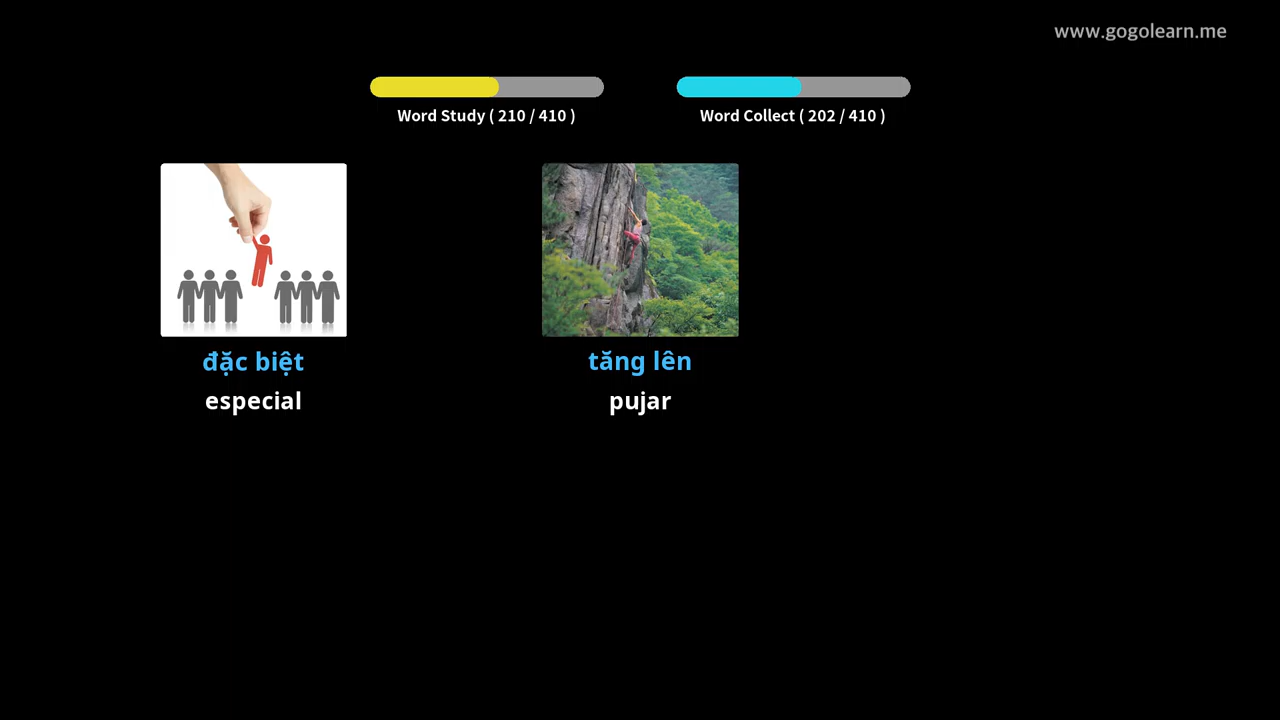 www.gogolearn.me
Word Study ( 210 / 410 )
Word Collect ( 202 / 410 )
đặc biệt
especial
tăng lên
pujar